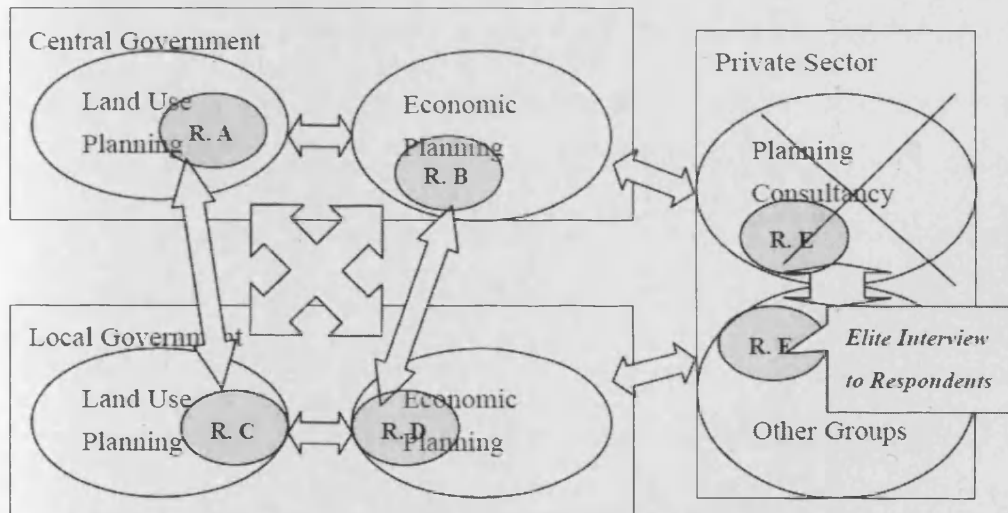 Central Government
Land Use
Planning
R. A
Economic
Planning
R. B
Private Sector
Planning
Consultancy
R. E
Local Government
Land Use
Planning
R. C
Economic
Planning
R. D
R. E
Other Groups
Elite Interview
to Respondents